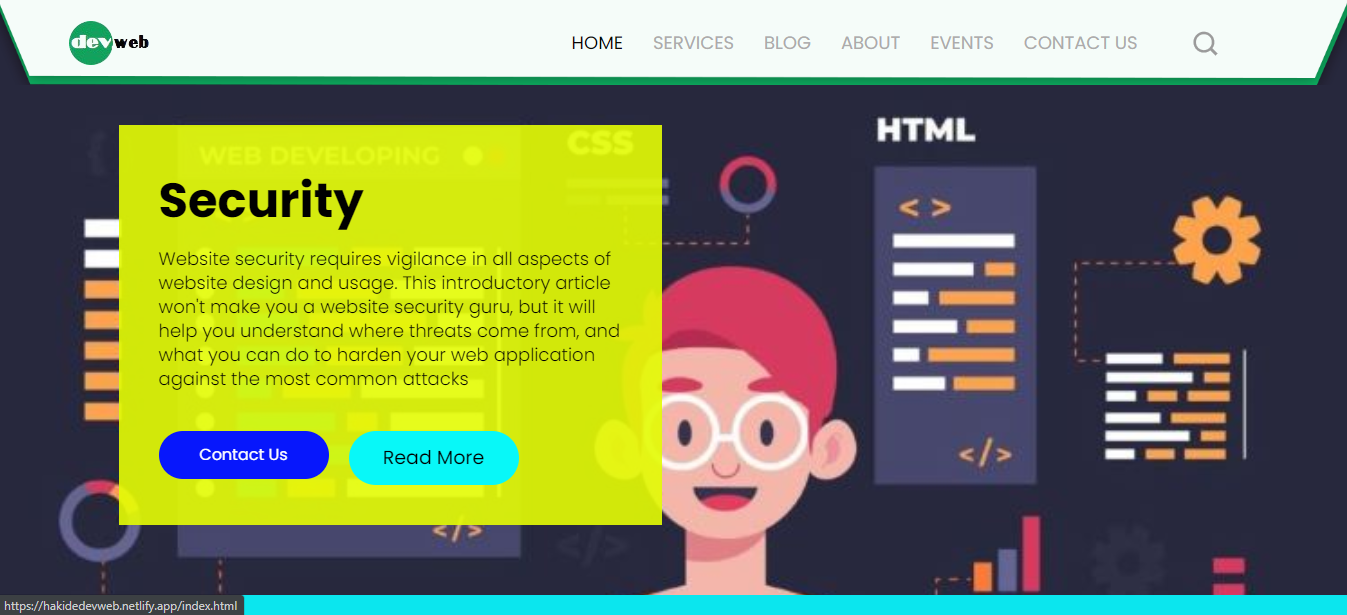 devweb
HOME SERVICES BLOG ABOUT EVENTS CONTACT US
HTML
WEB DEVELOPING
CSS
< >
Security
Website security requires vigilance in all aspects of
website design and usage. This introductory article
won't make you a website security guru, but it will
help you understand where threats come from, and
what you can do to harden your web application
against the most common attacks
Contact Us
Read More
</>
</>
</>
https://hakidedevweb.netlify.app/index.html